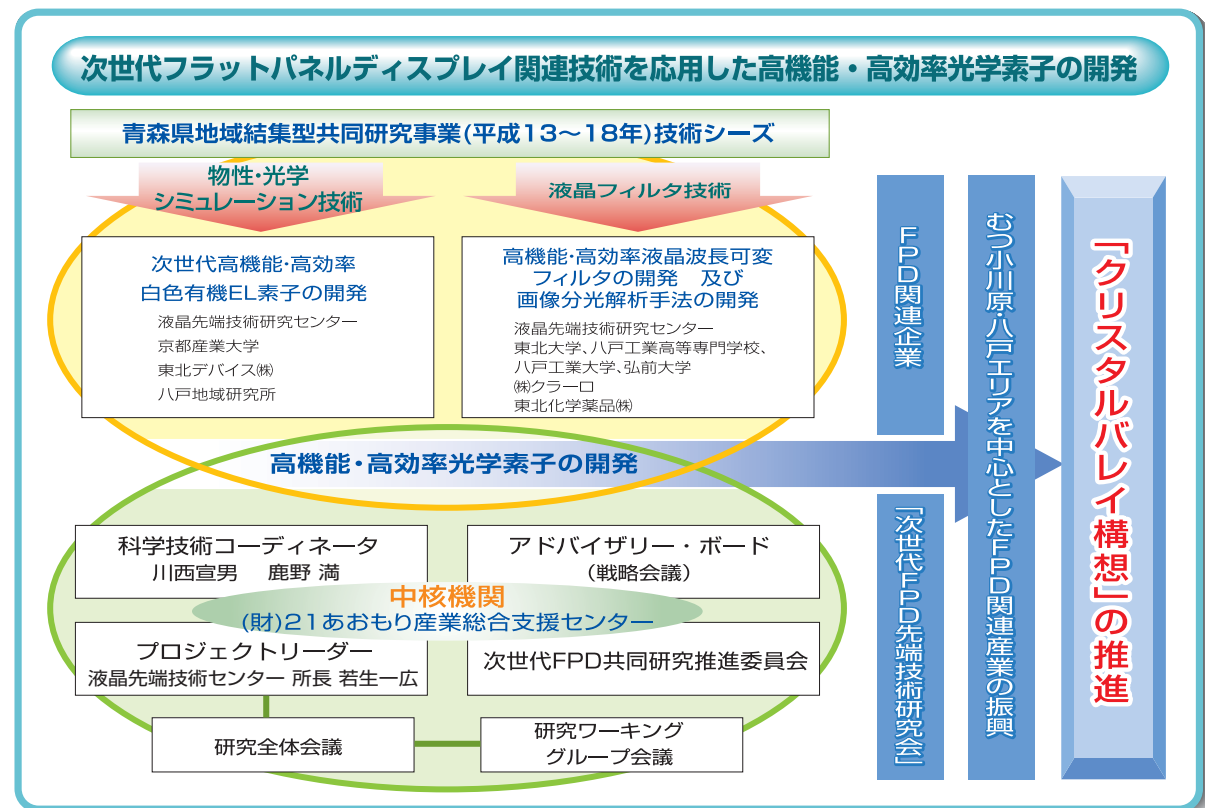 次世代フラットパネルディスプレイ関連技術を応用した高機能・高効率光学素子の開発
青森県地域結集型共同研究事業(平成13～18年)技術シーズ
物性・光学
シミュレーション技術
液晶フィルタ技術
次世代高機能・高効率
白色有機EL素子の開発
液晶先端技術研究センター
京都産業大学
東北デバイス㈱
八戸地域研究所
高機能・高効率液晶波長可変
フィルタの開発　及び
画像分光解析手法の開発
液晶先端技術研究センター
東北大学、八戸工業高等専門学校、
八戸工業大学、弘前大学
㈱クラーロ
東北化学薬品㈱
高機能・高効率光学素子の開発
科学技術コーディネータ
川西宣男　鹿野 満
アドバイザリー・ボード
（戦略会議）
中核機関
(財)21あおもり産業総合支援センター
プロジェクトリーダー
液晶先端技術センター 所長 若生一広
次世代FPD共同研究推進委員会
研究全体会議
研究ワーキング
グループ会議
FPD関連企業
「次世代FPD先端技術研究会」
むつ小川原・八戸エリアを中心としたFPD関連産業の振興
「クリスタルバレイ構想」の推進